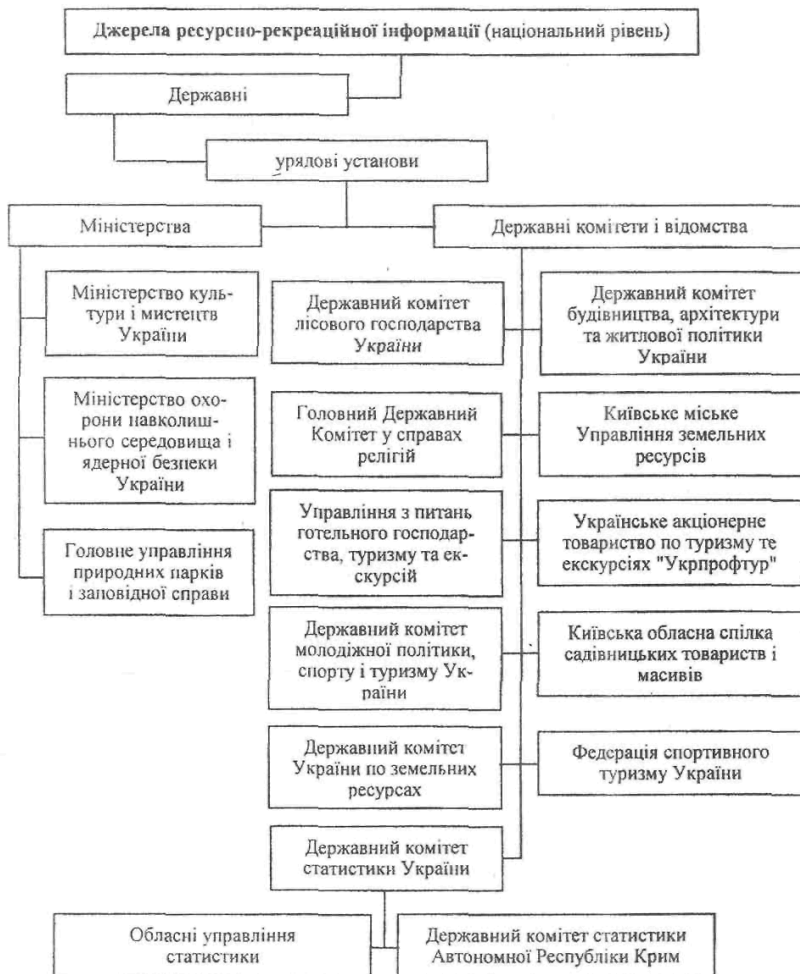 Джерела ресурсно-рекреаційної інформації (національний рівень)
Державні
урядові установи
Міністерства
Державні комітети і відомства
Міністерство куль-
тури і мистецтв
України
Міністерство охо-
рони навколиш-
нього середовища і
ядерної безпеки
України
Головне управління
природних парків
і заповідної справи
Державний комітет
лісового господарства
України
Головний Державний
Комітет у справах
релігій
Управління з питань
готельного господар-
ства, туризму та ек-
скурсій
Державний комітет
молодіжної політики,
спорту і туризму Ук-
раїни
Державний комітет
України по земельних
ресурсах
Державний комітет
статистики України
Державний комітет
будівництва, архітектури
та житлової політики
України
Київське міське
Управління земельних
ресурсів
Українське акціонерне
товариство по туризму те
екскурсіях "Укрпрофтур"
Київська обласна спілка
садівницьких товариств і
масивів
Федерація спортивного
туризму України
Обласні управління
статистики
Державний комітет статистики
Автономної Республіки Крим